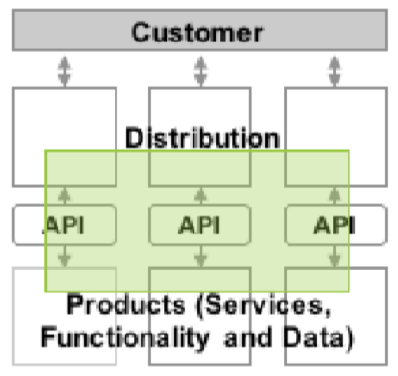 Customer
Distribution
API API API
Products (Services,
Functionality and Data)